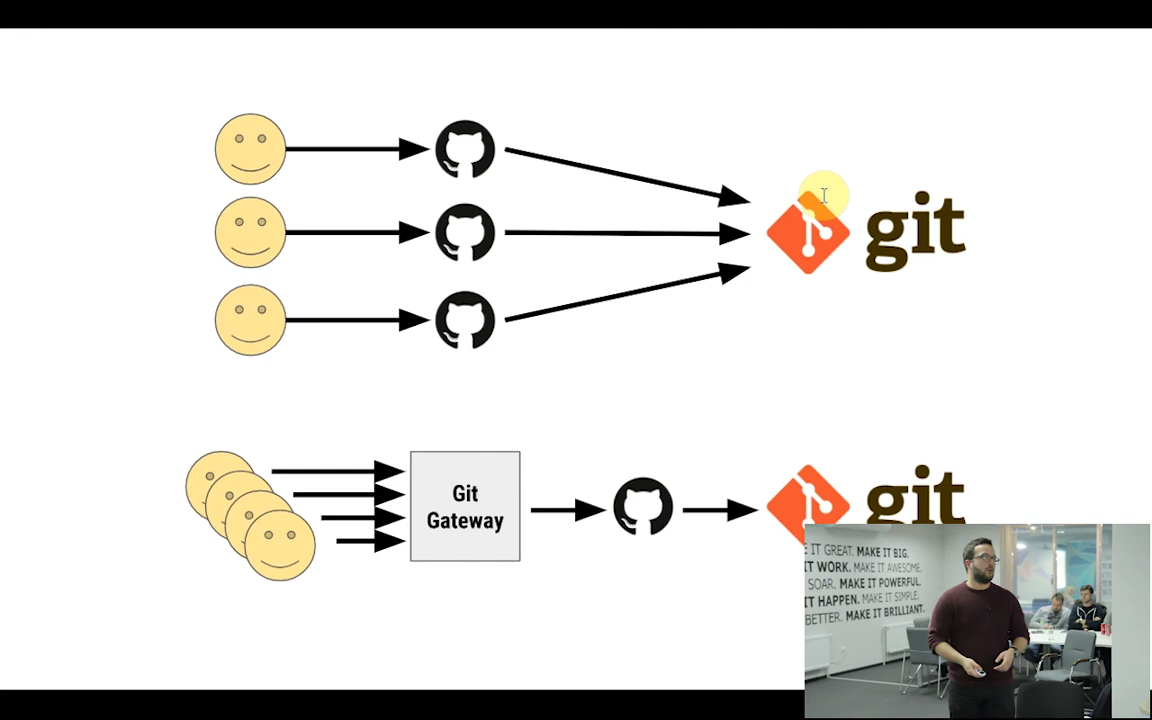 git
Git
Gateway
git
E IT GREAT. MAKE IT BIG.
IT WORK. MAKE IT AWESOME.
SOAR. MAKE IT POWERFUL.
IT HAPPEN. MAKE IT SIMPLE.
BETTER. MAKE IT BRILLIANT.